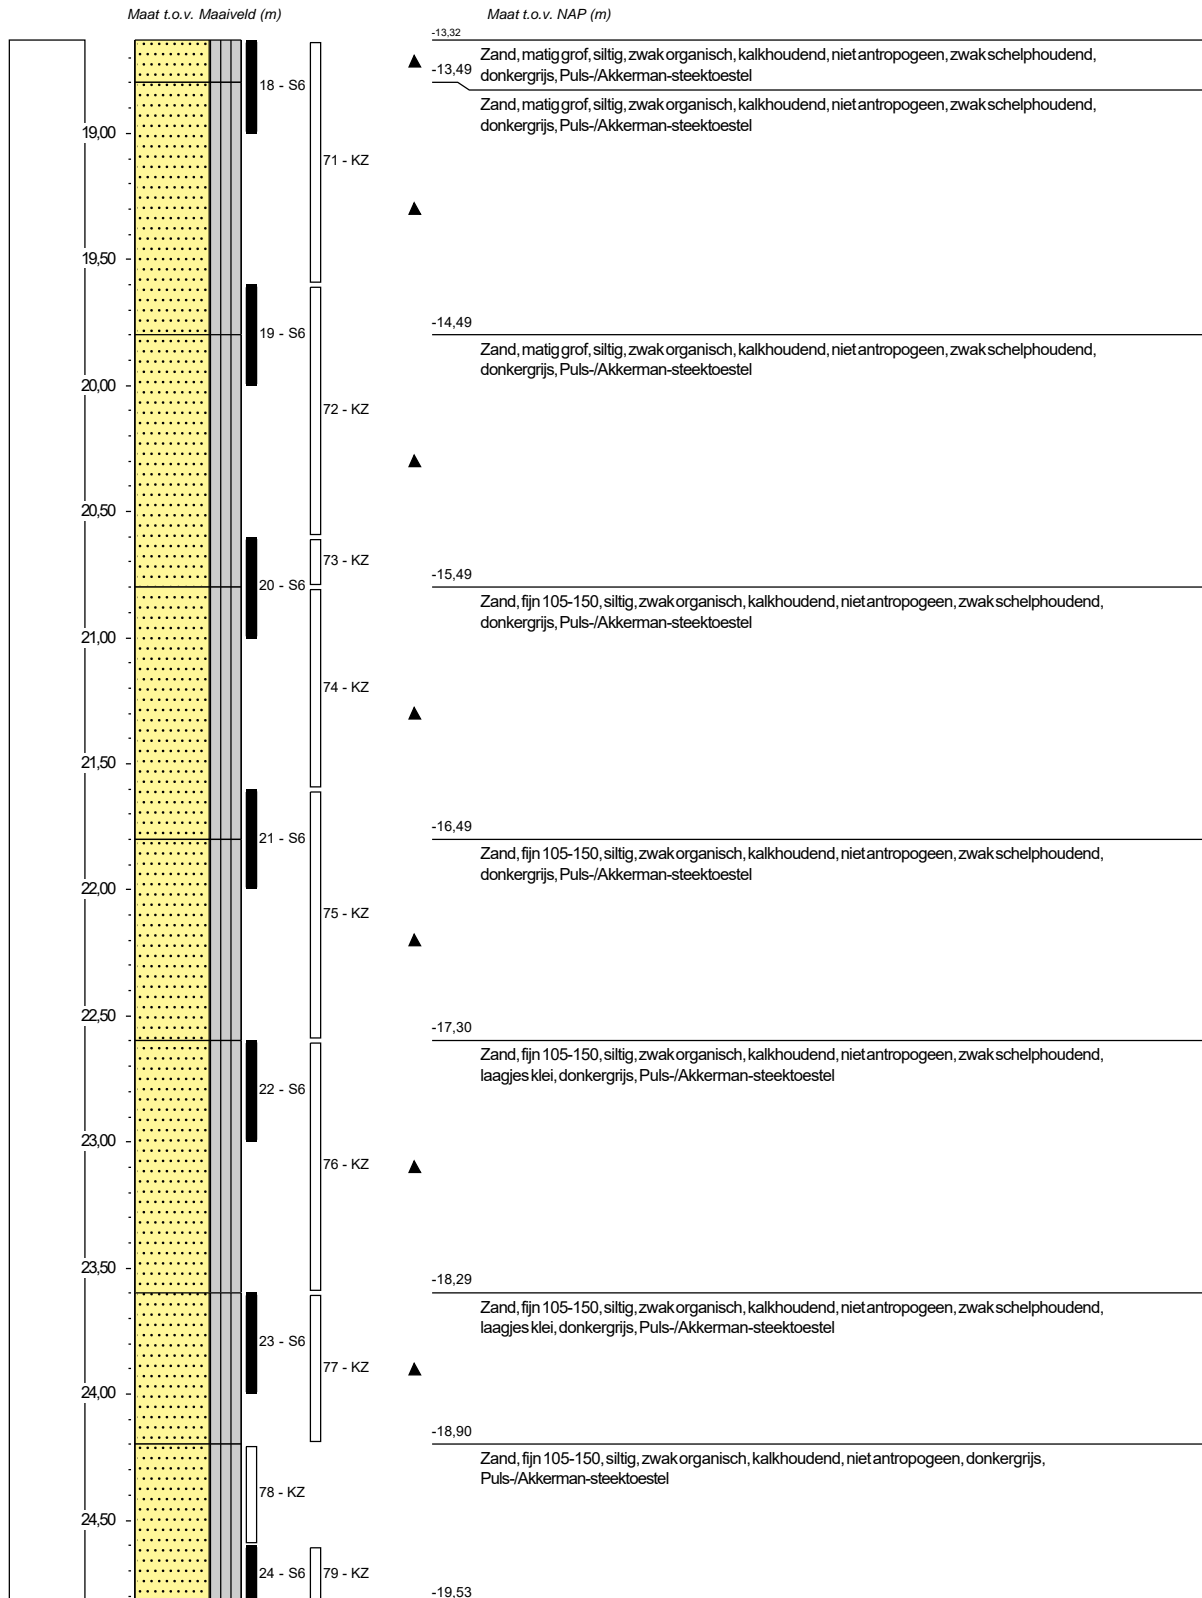 Maat t.o.v. Maaiveld (m)
Maat t.o.v. NAP (m)
-13,32
Zand, matig grof, siltig, zwak organisch, kalkhoudend, niet antropogeen, zwak schelphoudend,
donkergrijs, Puls-/Akkerman-steektoestel
-13,49
18 - S6
Zand, matig grof, siltig, zwak organisch, kalkhoudend, niet antropogeen, zwak schelphoudend,
donkergrijs, Puls-/Akkerman-steektoestel
19,00
71 - KZ
19,50
-14,49
19 - S6
Zand, matig grof, siltig, zwak organisch, kalkhoudend, niet antropogeen, zwak schelphoudend,
donkergrijs, Puls-/Akkerman-steektoestel
20,00
72 - KZ
20,50
73 - KZ
-15,49
20 - S6
Zand, fijn 105-150, siltig, zwak organisch, kalkhoudend, niet antropogeen, zwak schelphoudend,
donkergrijs, Puls-/Akkerman-steektoestel
21,00
74 - KZ
21,50
-16,49
21 - S6
Zand, fijn 105-150, siltig, zwak organisch, kalkhoudend, niet antropogeen, zwak schelphoudend,
donkergrijs, Puls-/Akkerman-steektoestel
22,00
75 - KZ
22,50
-17,30
Zand, fijn 105-150, siltig, zwak organisch, kalkhoudend, niet antropogeen, zwak schelphoudend,
laagjes klei, donkergrijs, Puls-/Akkerman-steektoestel
22 - S6
23,00
76 - KZ
23,50
-18,29
Zand, fijn 105-150, siltig, zwak organisch, kalkhoudend, niet antropogeen, zwak schelphoudend,
laagjes klei, donkergrijs, Puls-/Akkerman-steektoestel
23 - S6
77 - KZ
24,00
-18,90
Zand, fijn 105-150, siltig, zwak organisch, kalkhoudend, niet antropogeen, donkergrijs,
Puls-/Akkerman-steektoestel
78 - KZ
24,50
24 - S6
79 - KZ
-19,53